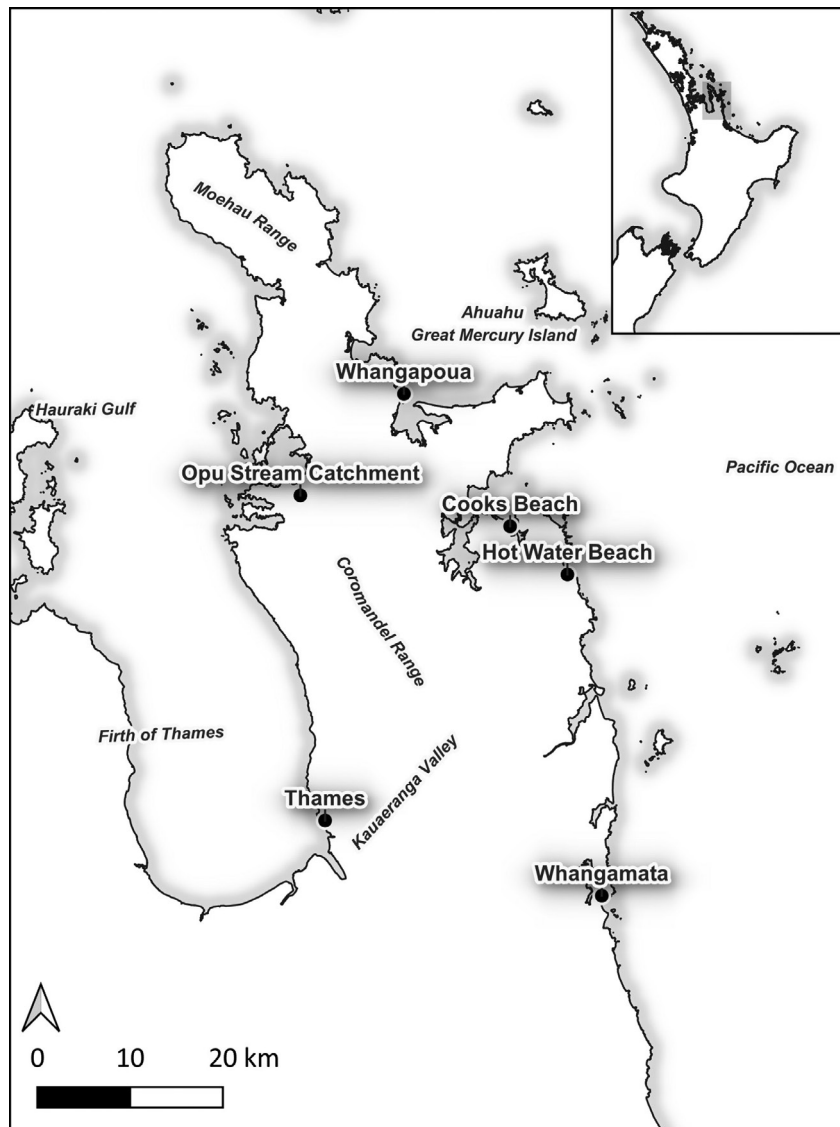 Moehau Range
Ahuahu
Great Mercury Island
Whangapoua
Hauraki Gulf
Opu Stream Catchment
Pacific Ocean
Cooks Beach
Hot Water Beach
Coromandel Range
Firth of Thames
Kauaeranga Valley
Thames
Whangamata
0 10 20 km